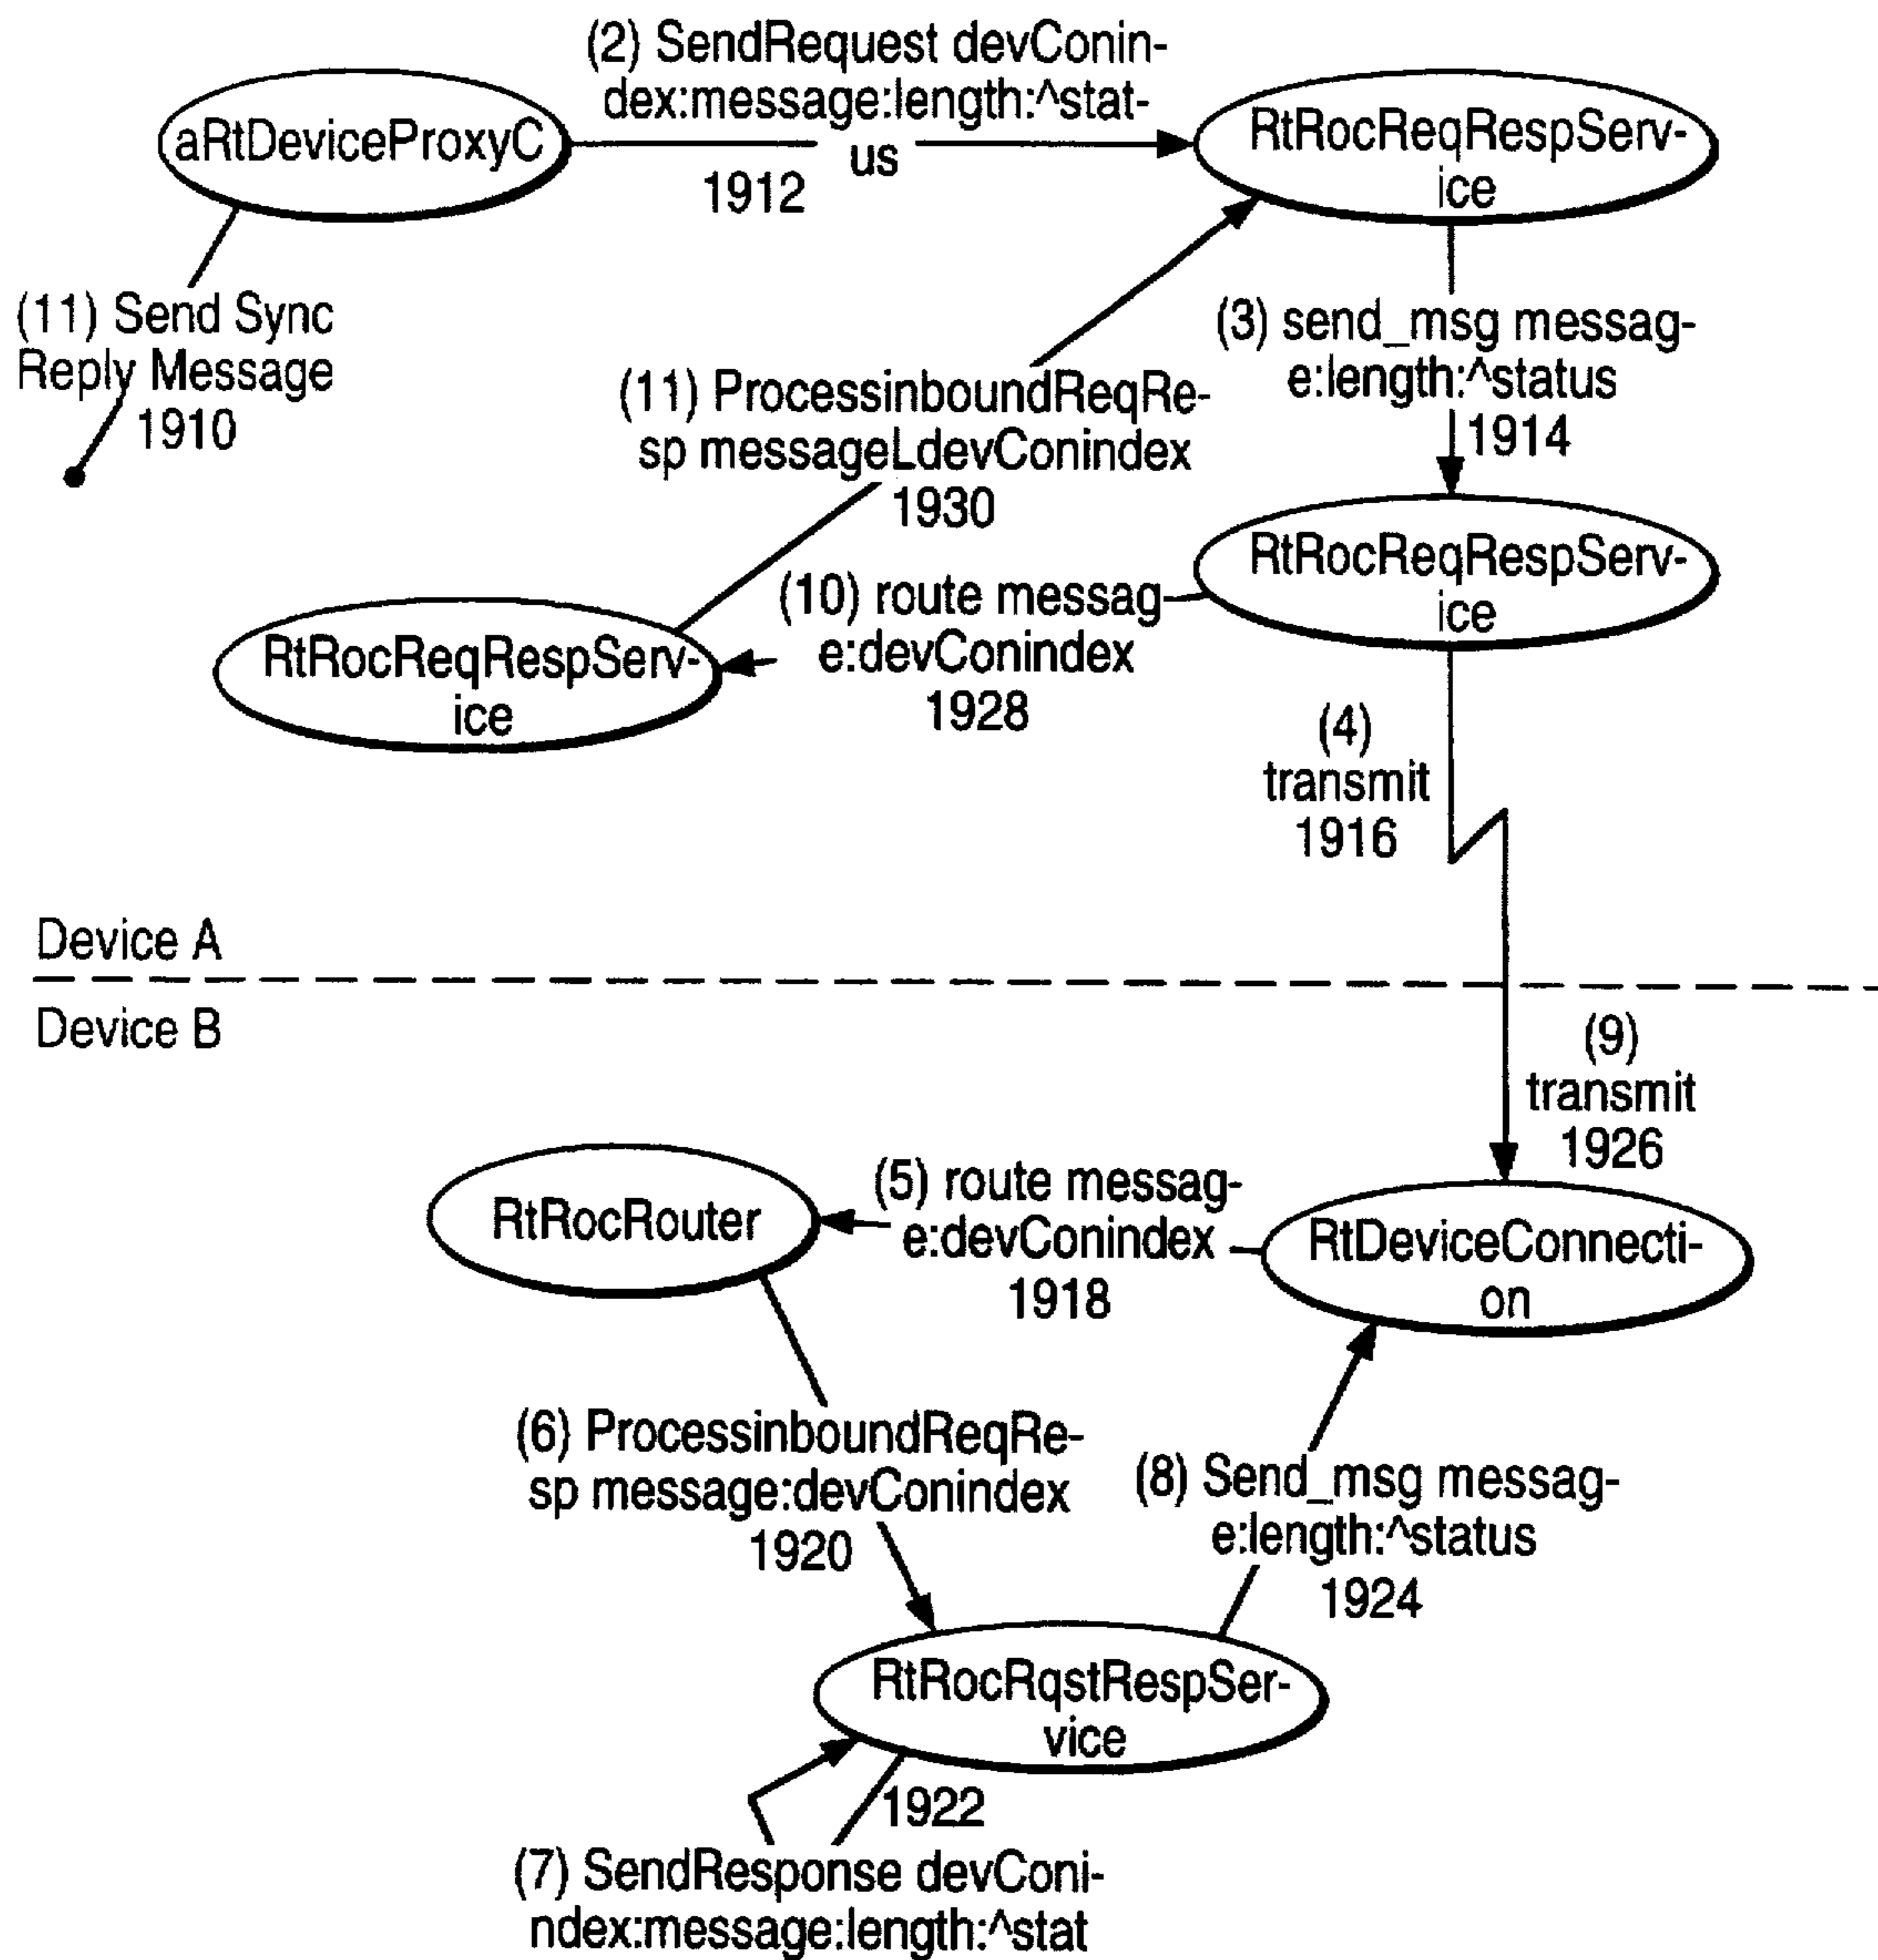 (2) SendRequest devConin-
dex:message:length:^stat-
us
1912
aRtDeviceProxyC
RtRocReqRespServ-
ice
(11) Send Sync
Reply Message
1910
(3) send_msg messag-
e:length:^status
1914
(11) ProcessinboundReqRe-
sp messageLdevConindex
1930
RtRocReqRespServ-
ice
(10) route messag-
e:devConindex
1928
RtRocReqRespServ-
ice
(4)
transmit
1916
Device A
Device B
(9)
transmit
1926
RtRocRouter
(5) route messag-
e:devConindex
1918
RtDeviceConnecti-
on
(6) ProcessinboundReqRe-
sp message:devConindex
1920
(8) Send_msg messag-
e:length:^status
1924
RtRocRqstRespSer-
vice
1922
(7) SendResponse devConi-
ndex:message:length:^stat